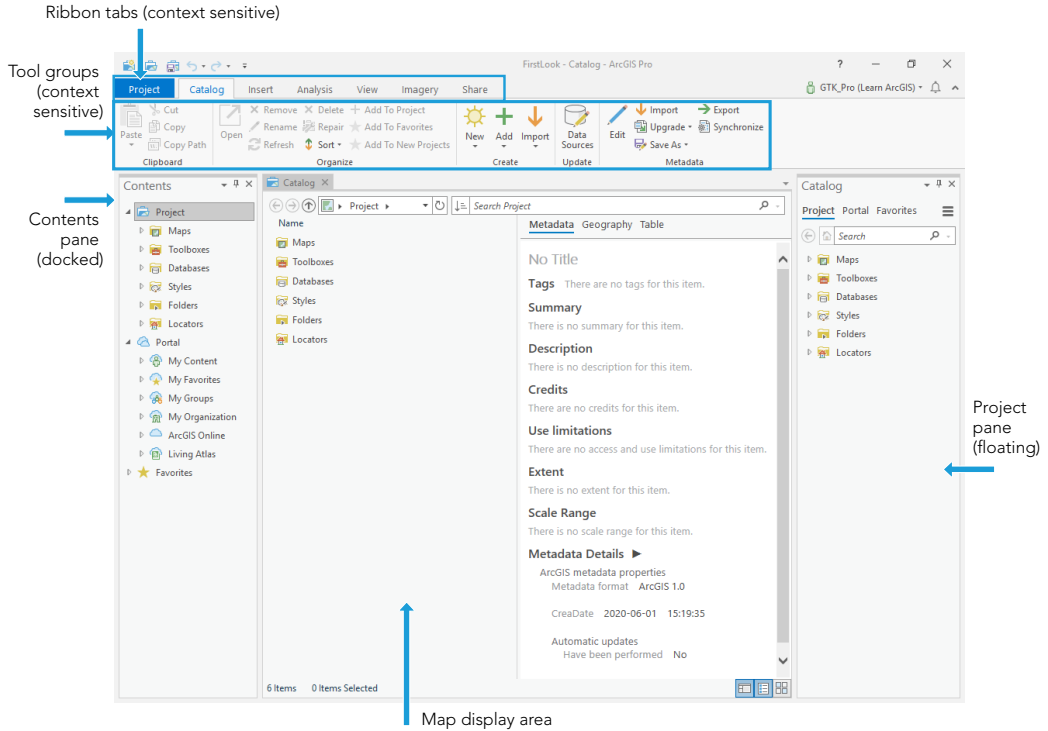 Ribbon tabs (context sensitive)
Tool groups
(context
sensitive)
FirstLook - Catalog - ArcGIS Pro
?
Project Catalog Insert Analysis View Imagery Share
GTK_Pro (Learn ArcGIS)
Paste
Cut
Copy
Copy Path
Clipboard
Open
Remove Delete Add To Project
Rename Repair Add To Favorites
Refresh Sort Add To New Projects
Organize
New Add Import
Create
Data
Sources
Update
Edit
Import Export
Upgrade Synchronize
Save As
Metadata
Contents
pane
(docked)
Contents
Project
Maps
Toolboxes
Databases
Styles
Folders
Locators
Portal
My Content
My Favorites
My Groups
My Organization
ArcGIS Online
Living Atlas
Favorites
Catalog
Project
Search Project
Name
Maps
Toolboxes
Databases
Styles
Folders
Locators
6 Items 0 Items Selected
Metadata Geography Table
No Title
Tags There are no tags for this item.
Summary
There is no summary for this item.
Description
There is no description for this item.
Credits
There are no credits for this item.
Use limitations
There are no access and use limitations for this item.
Extent
There is no extent for this item.
Scale Range
There is no scale range for this item.
Metadata Details
ArcGIS metadata properties
Metadata format ArcGIS 1.0
CreaDate 2020-06-01 15:19:35
Automatic updates
Have been performed No
Catalog
Project Portal Favorites
Search
Maps
Toolboxes
Databases
Styles
Folders
Locators
Project
pane
(floating)
Map display area